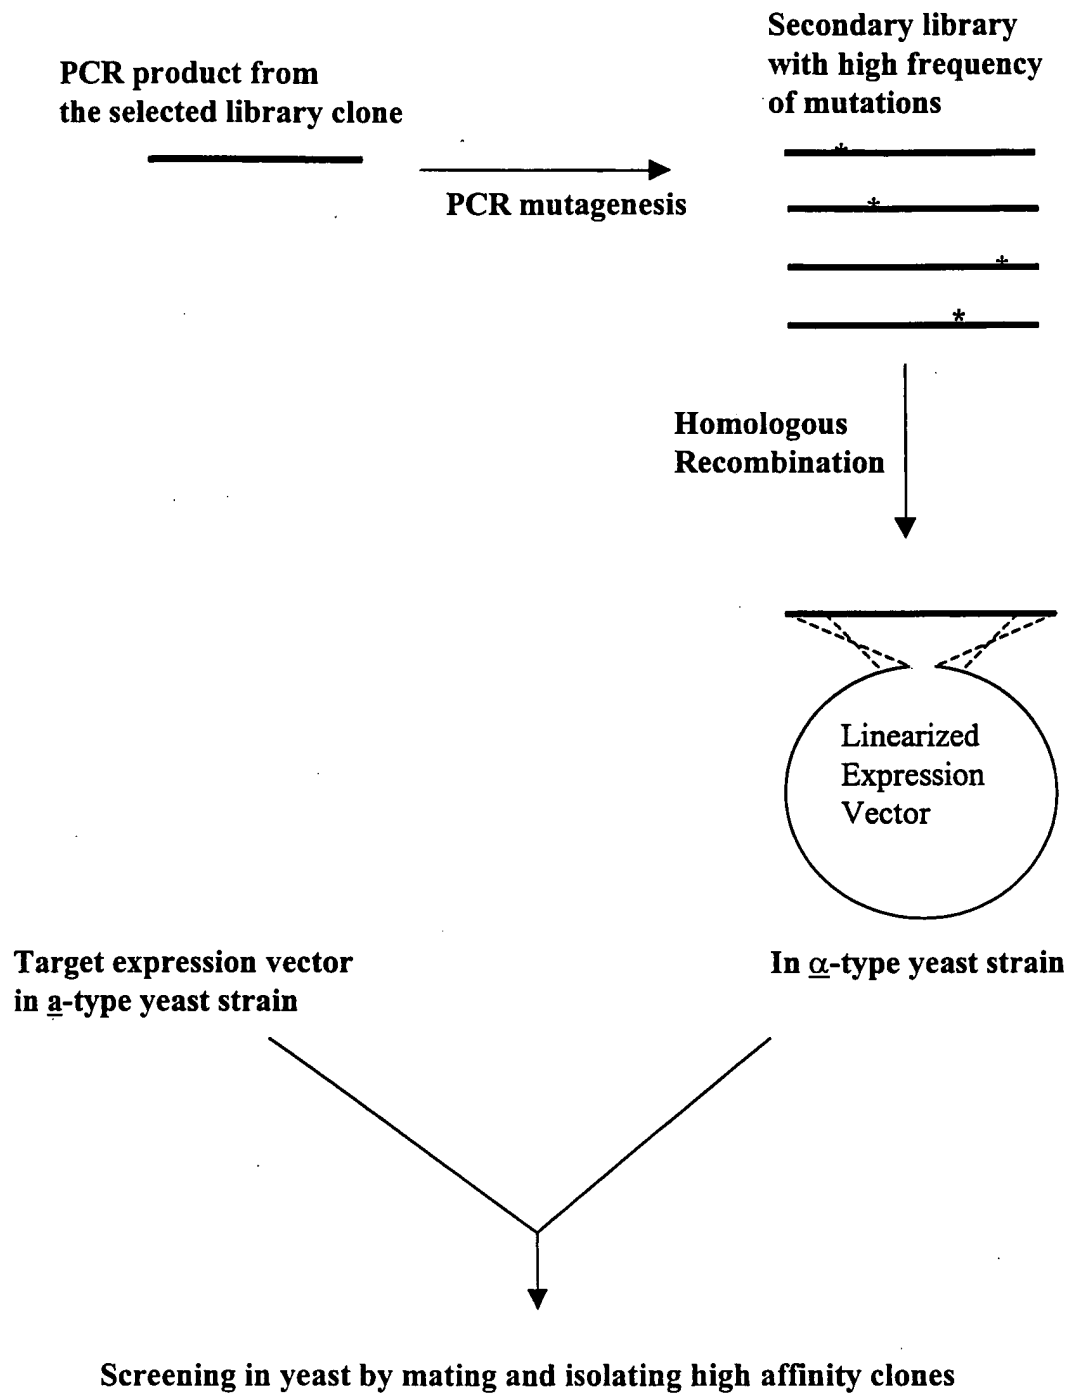 PCR product from
the selected library clone
PCR mutagenesis
Secondary library
with high frequency
of mutations
*
*
*
*
Homologous
Recombination
Linearized
Expression
Vector
Target expression vector
in a-type yeast strain
In α-type yeast strain
Screening in yeast by mating and isolating high affinity clones